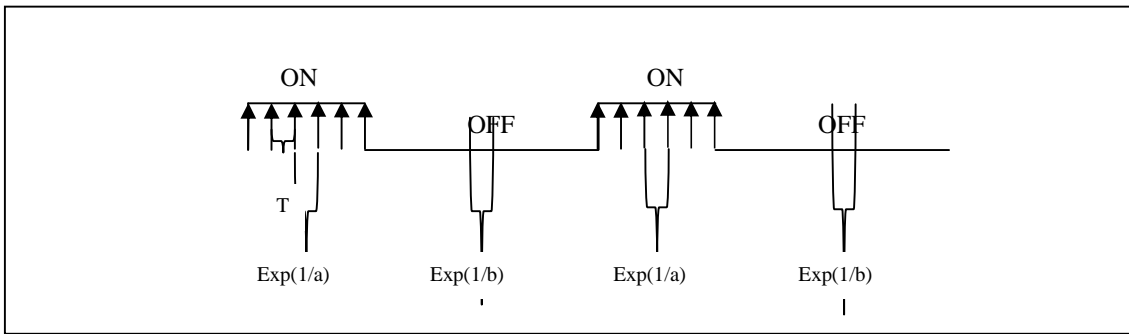 ON ON
OFF OFF
T
Exp(1/a) Exp(1/b) Exp(1/a) Exp(1/b)